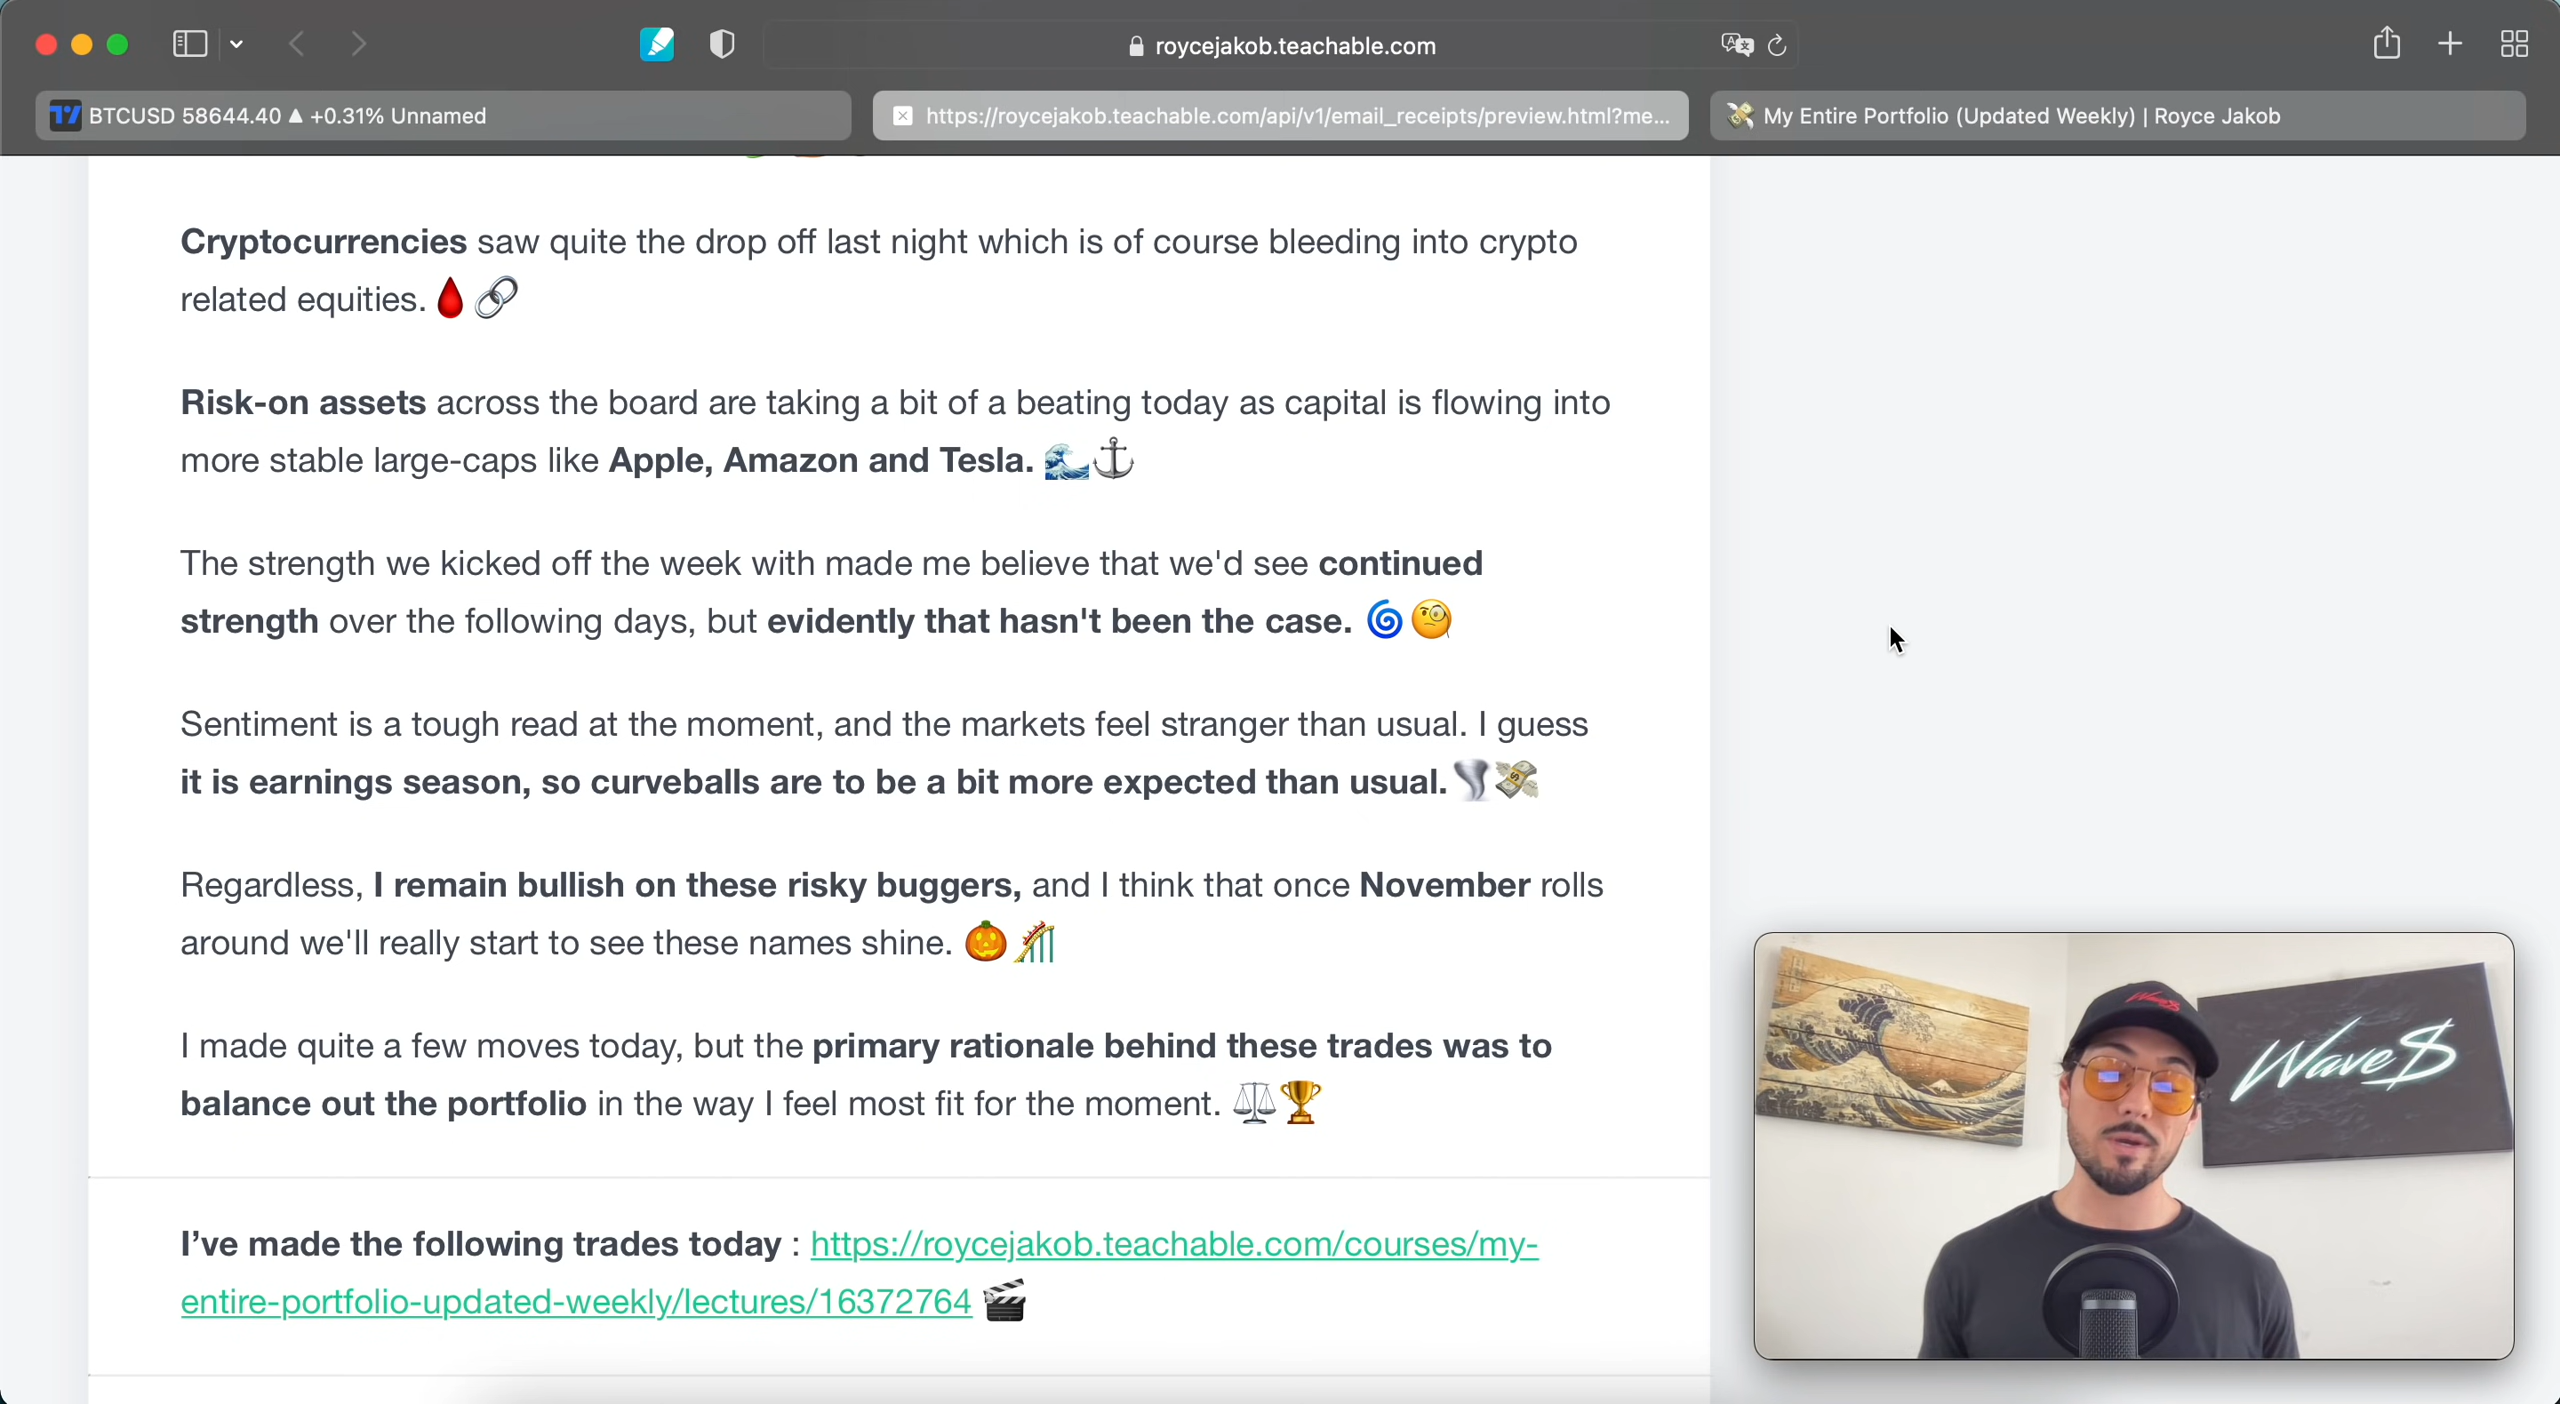 roycejakob.teachable.com
BTCUSD 58644.40 ▲ +0.31% Unnamed
https://roycejakob.teachable.com/api/v1/email_receipts/preview.html?me...
My Entire Portfolio (Updated Weekly) | Royce Jakob
Cryptocurrencies saw quite the drop off last night which is of course bleeding into crypto
related equities. 🩸🔗
Risk-on assets across the board are taking a bit of a beating today as capital is flowing into
more stable large-caps like Apple, Amazon and Tesla. 🌊⚓
The strength we kicked off the week with made me believe that we'd see continued
strength over the following days, but evidently that hasn't been the case. 🌀🧐
Sentiment is a tough read at the moment, and the markets feel stranger than usual. I guess
it is earnings season, so curveballs are to be a bit more expected than usual. 🌪💸
Regardless, I remain bullish on these risky buggers, and I think that once November rolls
around we'll really start to see these names shine. 🎃🎢
I made quite a few moves today, but the primary rationale behind these trades was to
balance out the portfolio in the way I feel most fit for the moment. ⚖🏆
I’ve made the following trades today : https://roycejakob.teachable.com/courses/my-
entire-portfolio-updated-weekly/lectures/16372764 🎬
Wave$
Wave$